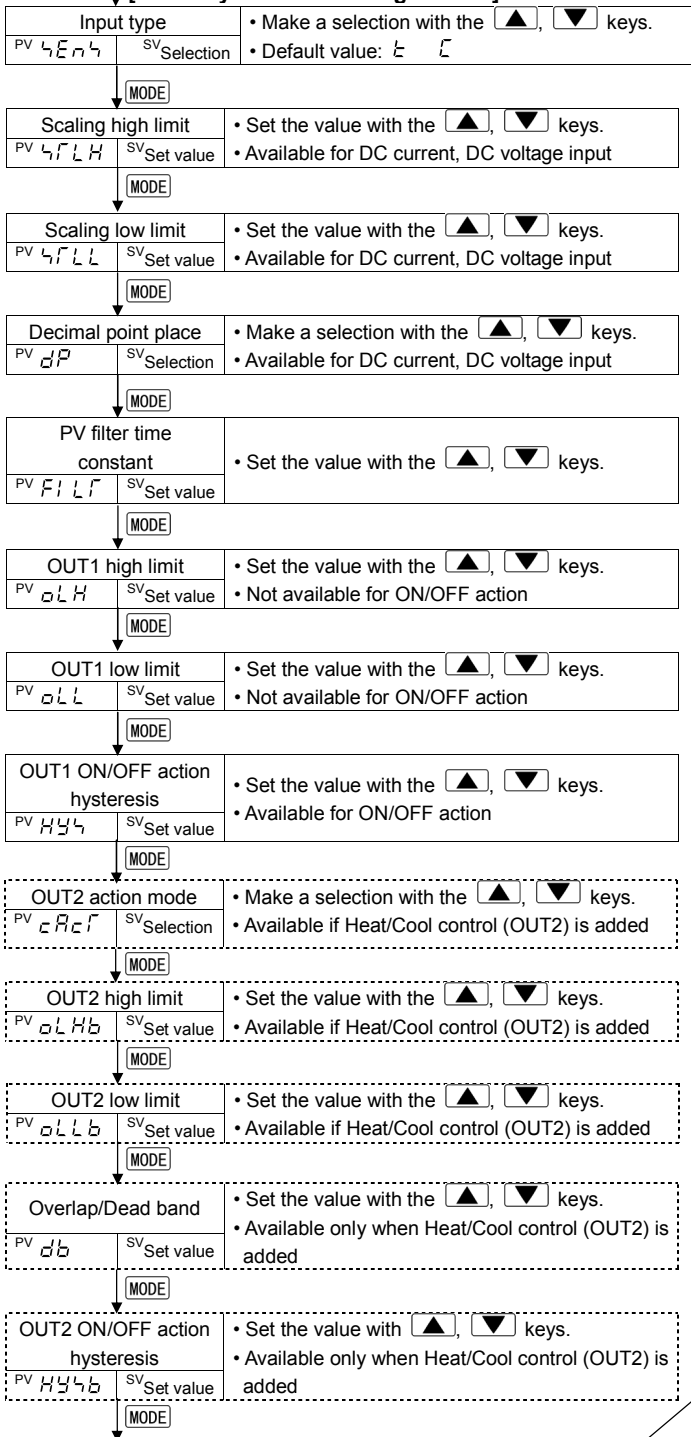 Input type
• Make a selection with the ▲, ▼ keys.
PV SEnS SV Selection
• Default value: E C
MODE
Scaling high limit
• Set the value with the ▲, ▼ keys.
PV SFLH SV Set value
• Available for DC current, DC voltage input
MODE
Scaling low limit
• Set the value with the ▲, ▼ keys.
PV SFLL SV Set value
• Available for DC current, DC voltage input
MODE
Decimal point place
• Make a selection with the ▲, ▼ keys.
PV dP SV Selection
• Available for DC current, DC voltage input
MODE
PV filter time
constant
• Set the value with the ▲, ▼ keys.
PV FILT SV Set value
MODE
OUT1 high limit
• Set the value with the ▲, ▼ keys.
PV oLH SV Set value
• Not available for ON/OFF action
MODE
OUT1 low limit
• Set the value with the ▲, ▼ keys.
PV oLL SV Set value
• Not available for ON/OFF action
MODE
OUT1 ON/OFF action
hysteresis
• Set the value with the ▲, ▼ keys.
• Available for ON/OFF action
PV HYS SV Set value
MODE
OUT2 action mode
• Make a selection with the ▲, ▼ keys.
PV cAcT SV Selection
• Available if Heat/Cool control (OUT2) is added
MODE
OUT2 high limit
• Set the value with the ▲, ▼ keys.
PV oLHb SV Set value
• Available if Heat/Cool control (OUT2) is added
MODE
OUT2 low limit
• Set the value with the ▲, ▼ keys.
PV oLLb SV Set value
• Available if Heat/Cool control (OUT2) is added
MODE
Overlap/Dead band
• Set the value with the ▲, ▼ keys.
• Available only when Heat/Cool control (OUT2) is
added
PV db SV Set value
MODE
OUT2 ON/OFF action
hysteresis
• Set the value with ▲, ▼ keys.
• Available only when Heat/Cool control (OUT2) is
added
PV HYSb SV Set value
MODE